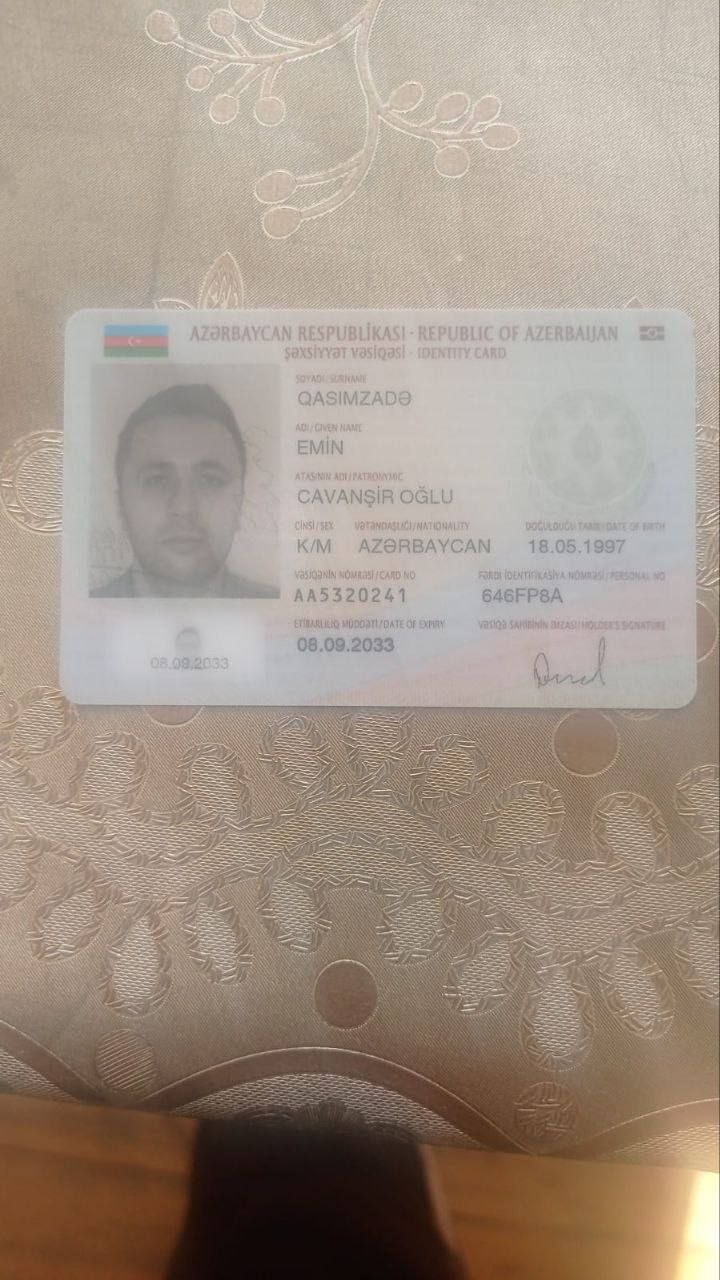 AZƏRBAYCAN RESPUBLİKASI - REPUBLIC OF AZERBAIJAN
ŞƏXSİYYƏT VƏSİQƏSİ - IDENTITY CARD
SOYADI/SURNAME
QASIMZADƏ
ADI/GIVEN NAME
EMİN
ATASININ ADI/PATRONYMIC
CAVANŞİR OĞLU
CİNSİ/SEX VƏTƏNDAŞLIĞI/NATIONALITY DOĞULDUĞU TARİX/DATE OF BIRTH
K/M AZƏRBAYCAN 18.05.1997
VƏSİQƏNİN NÖMRƏSİ/CARD NO FƏRDİ İDENTİFİKASİYA NÖMRƏSİ/PERSONAL NO
AA5320241 646FP8A
ETİBARLILIQ MÜDDƏTİ/DATE OF EXPIRY VƏSİQƏ SAHİBİNİN İMZASI/HOLDER'S SIGNATURE
08.09.2033
08.09.2033